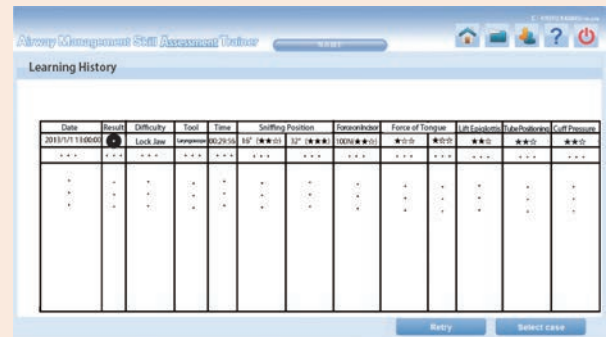 Airway Management Skill Assessment Trainer
?
Learning History
Date Result Difficulty Tool Time Sniffing Position Force on Incisor Force of Tongue Lift Epiglottis Tube Positioning Cuff Pressure
2013/1/1 13:00:00 Lock Jaw Laryngoscope 00:29:56 16° (★★☆) 32° (★★★) 100N(★★☆) ★☆☆ ★☆☆ ★★☆ ★★☆ ★★☆
Retry Select case